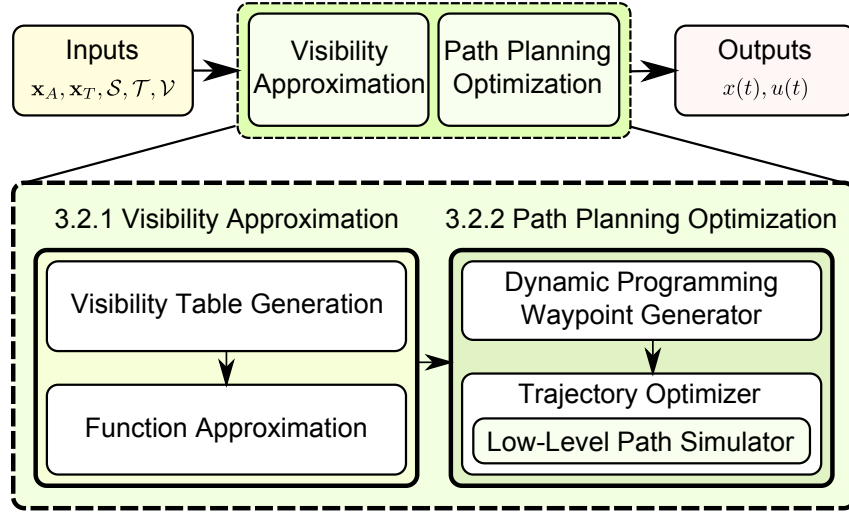 Inputs
𝐱_A, 𝐱_T, 𝒮, 𝒯, 𝒱
Visibility
Approximation
Path Planning
Optimization
Outputs
x(t), u(t)
3.2.1 Visibility Approximation
Visibility Table Generation
Function Approximation
3.2.2 Path Planning Optimization
Dynamic Programming
Waypoint Generator
Trajectory Optimizer
Low-Level Path Simulator